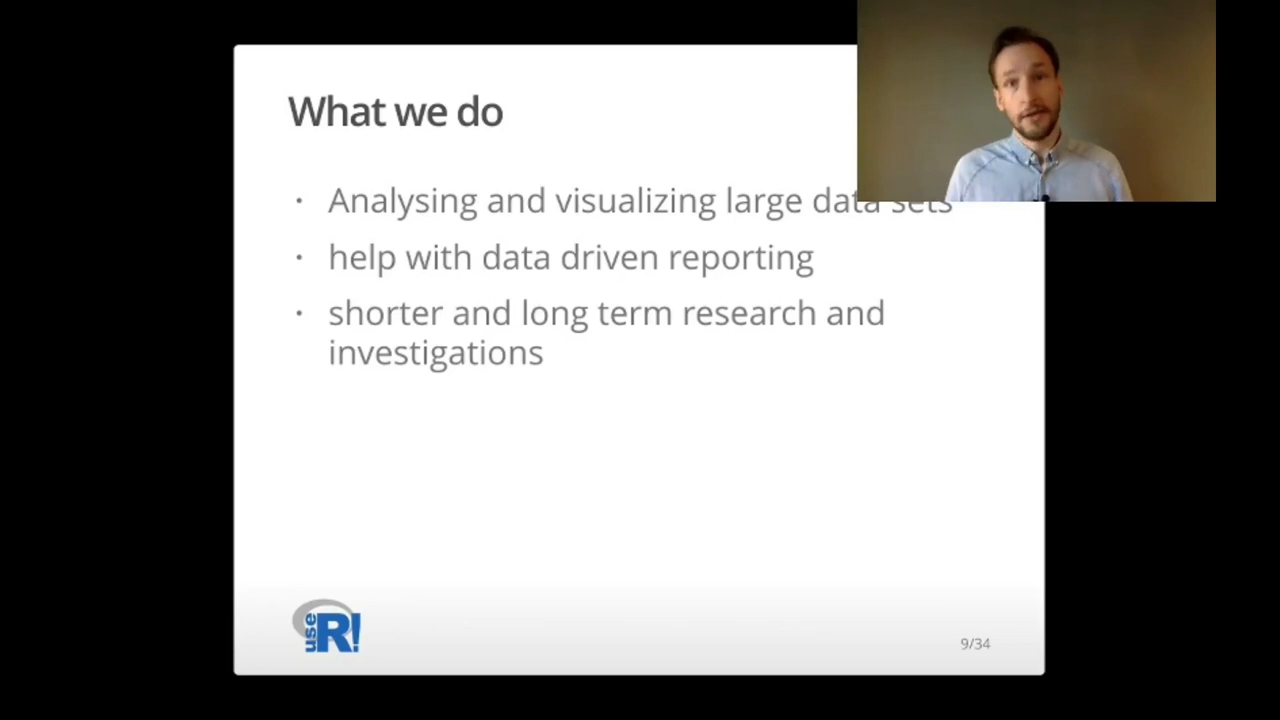 What we do
· Analysing and visualizing large data sets
· help with data driven reporting
· shorter and long term research and
investigations
use R!
9/34